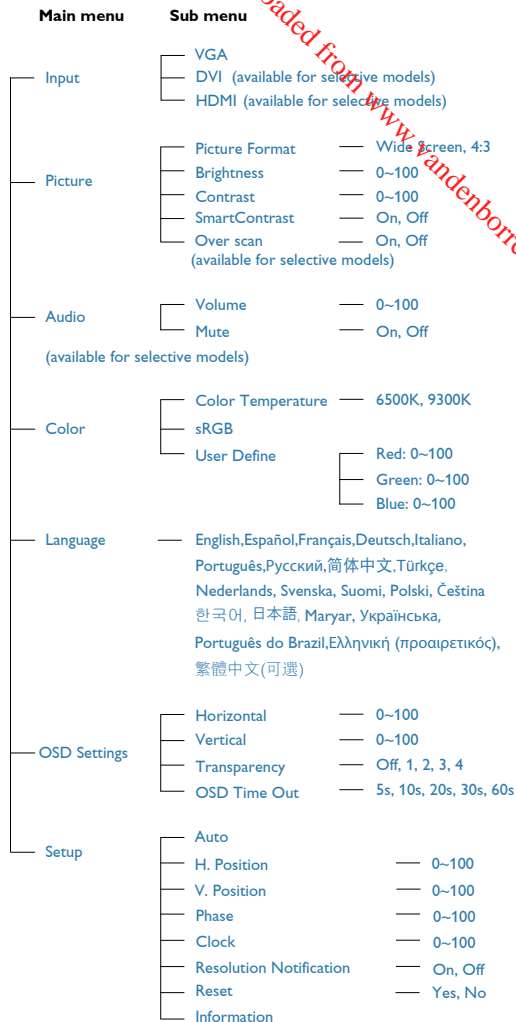 Main menu Sub menu
VGA
Input DVI (available for selective models)
HDMI (available for selective models)
Picture Format Wide Screen, 4:3
Brightness 0~100
Picture
Contrast 0~100
SmartContrast On, Off
Over scan On, Off
(available for selective models)
Volume 0~100
Audio
Mute On, Off
(available for selective models)
Color Temperature 6500K, 9300K
Color sRGB
User Define Red: 0~100
Green: 0~100
Blue: 0~100
Language English,Español,Français,Deutsch,Italiano,
Português,Русский,简体中文,Türkçe,
Nederlands, Svenska, Suomi, Polski, Čeština
한국어, 日本語, Maryar, Українська,
Português do Brazil,Ελληνική (προαιρετικός),
繁體中文(可選)
Horizontal 0~100
Vertical 0~100
OSD Settings
Transparency Off, 1, 2, 3, 4
OSD Time Out 5s, 10s, 20s, 30s, 60s
Auto
Setup
H. Position 0~100
V. Position 0~100
Phase 0~100
Clock 0~100
Resolution Notification On, Off
Reset Yes, No
Information
from www.vandenborre